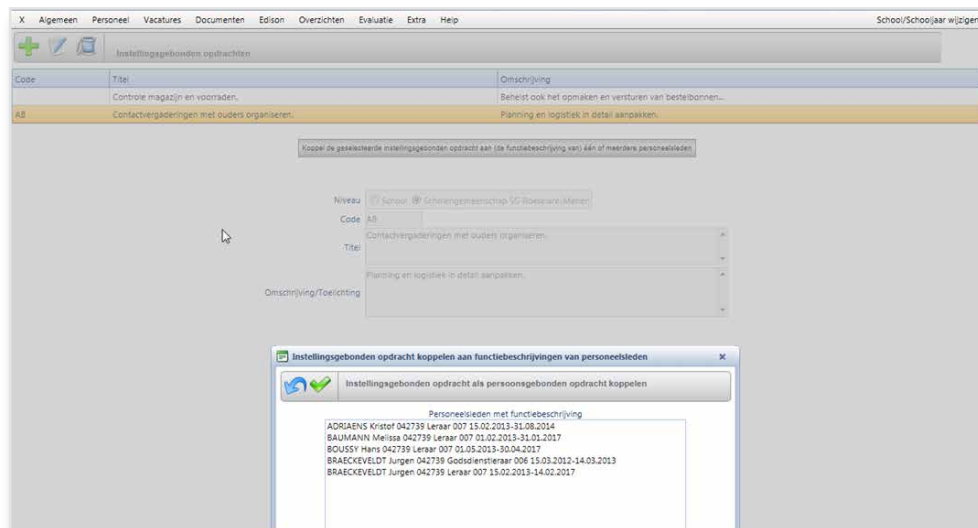 X Algemeen Personeel Vacatures Documenten Edison Overzichten Evaluatie Extra Help School/Schooljaar wijzigen
Instellingsgebonden opdrachten
Code Titel Omschrijving
Controle magazijn en voorraden. Behelst ook het opmaken en versturen van bestelbonnen...
AB Contactvergaderingen met ouders organiseren. Planning en logistiek in detail aanpakken.
Koppel de geselecteerde instellingsgebonden opdracht aan (de functiebeschrijving van) één of meerdere personeelsleden
Niveau School Scholengemeenschap SG Roeselare-Menen
Code AB
Titel Contactvergaderingen met ouders organiseren.
Omschrijving/Toelichting Planning en logistiek in detail aanpakken.
Instellingsgebonden opdracht koppelen aan functiebeschrijvingen van personeelsleden x
Instellingsgebonden opdracht als persoonsgebonden opdracht koppelen
Personeelsleden met functiebeschrijving
ADRIAENS Kristof 042739 Leraar 007 15.02.2013-31.08.2014
BAUMANN Melissa 042739 Leraar 007 01.02.2013-31.01.2017
BOUSSY Hans 042739 Leraar 007 01.05.2013-30.04.2017
BRAECKEVELDT Jurgen 042739 Godsdienstleraar 006 15.03.2012-14.03.2013
BRAECKEVELDT Jurgen 042739 Leraar 007 15.02.2013-14.02.2017